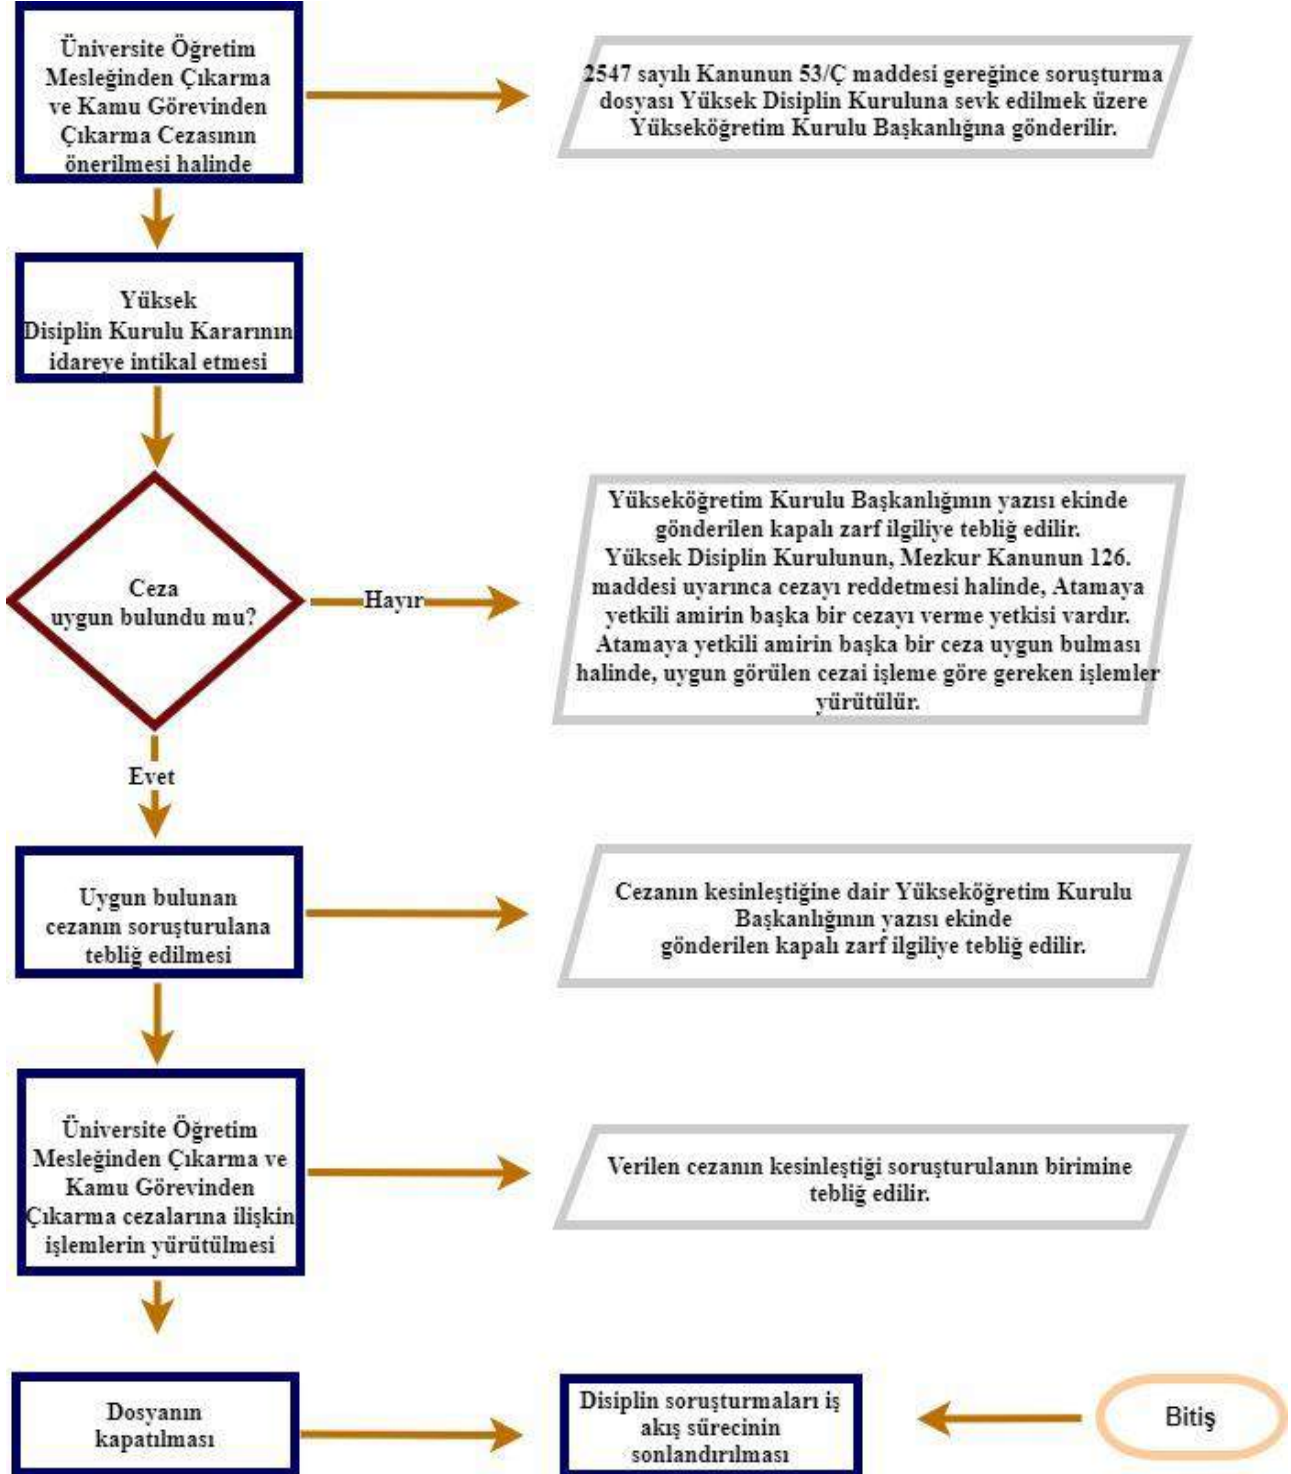 Üniversite Öğretim
Mesleğinden Çıkarma
ve Kamu Görevinden
Çıkarma Cezasının
önerilmesi halinde
2547 sayılı Kanunun 53/Ç maddesi gereğince soruşturma
dosyası Yüksek Disiplin Kuruluna sevk edilmek üzere
Yükseköğretim Kurulu Başkanlığına gönderilir.
Yüksek
Disiplin Kurulu Kararının
idareye intikal etmesi
Ceza
uygun bulundu mu?
Hayır
Yükseköğretim Kurulu Başkanlığının yazısı ekinde
gönderilen kapalı zarf ilgiliye tebliğ edilir.
Yüksek Disiplin Kurulunun, Mezkur Kanunun 126.
maddesi uyarınca cezayı reddetmesi halinde, Atamaya
yetkili amirin başka bir cezayı verme yetkisi vardır.
Atamaya yetkili amirin başka bir ceza uygun bulması
halinde, uygun görülen cezai işleme göre gereken işlemler
yürütülür.
Evet
Uygun bulunan
cezanın soruşturulana
tebliğ edilmesi
Cezanın kesinleştiğine dair Yükseköğretim Kurulu
Başkanlığının yazısı ekinde
gönderilen kapalı zarf ilgiliye tebliğ edilir.
Üniversite Öğretim
Mesleğinden Çıkarma ve
Kamu Görevinden
Çıkarma cezalarına ilişkin
işlemlerin yürütülmesi
Verilen cezanın kesinleştiği soruşturulanın birimine
tebliğ edilir.
Dosyanın
kapatılması
Disiplin soruşturmaları iş
akış sürecinin
sonlandırılması
Bitiş